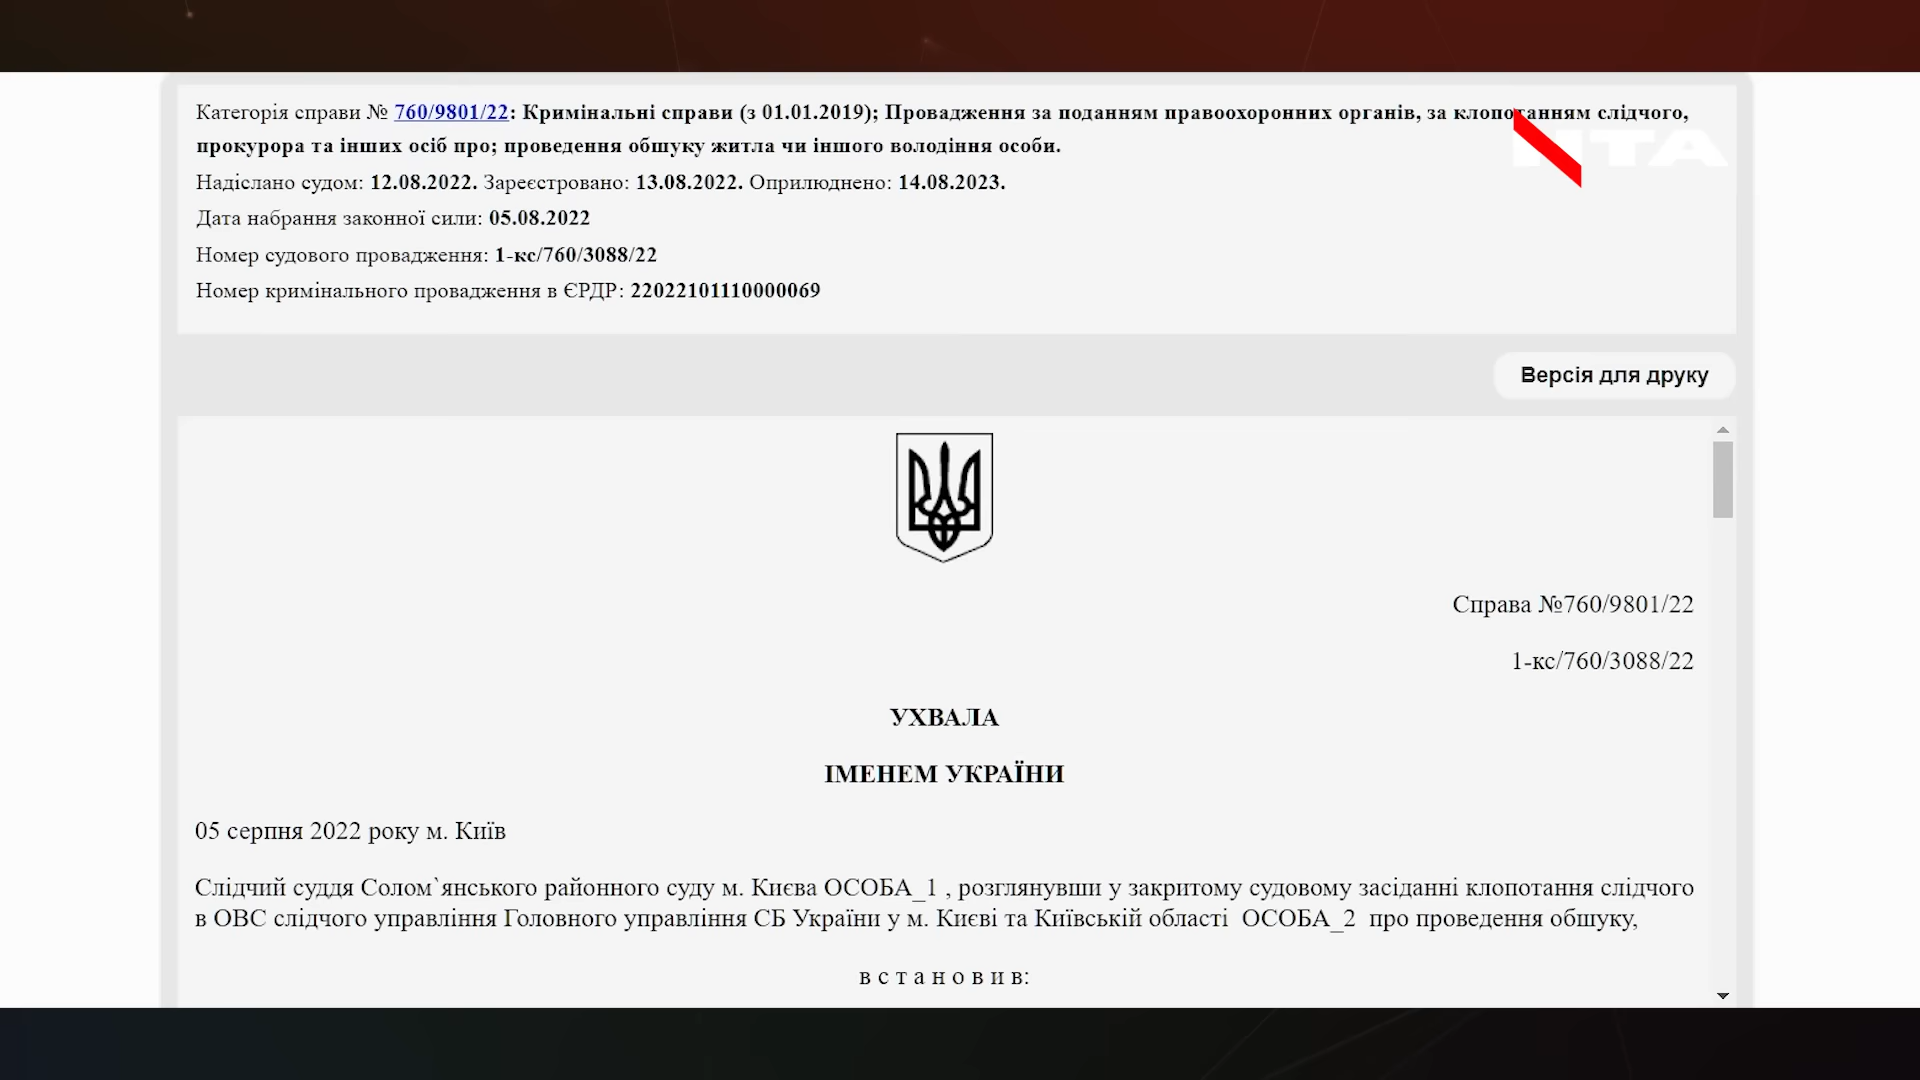 Категорія справи № 760/9801/22: Кримінальні справи (з 01.01.2019); Провадження за поданням правоохоронних органів, за клопотанням слідчого,
прокурора та інших осіб про; проведення обшуку житла чи іншого володіння особи.
Надіслано судом: 12.08.2022. Зареєстровано: 13.08.2022. Оприлюднено: 14.08.2023.
NTA
Дата набрання законної сили: 05.08.2022
Номер судового провадження: 1-кс/760/3088/22
Номер кримінального провадження в ЄРДР: 22022101110000069
Версія для друку
Справа №760/9801/22
1-кс/760/3088/22
УХВАЛА
ІМЕНЕМ УКРАЇНИ
05 серпня 2022 року м. Київ
Слідчий суддя Солом`янського районного суду м. Києва ОСОБА_1 , розглянувши у закритому судовому засіданні клопотання слідчого
в ОВС слідчого управління Головного управління СБ України у м. Києві та Київській області ОСОБА_2 про проведення обшуку,
в с т а н о в и в: